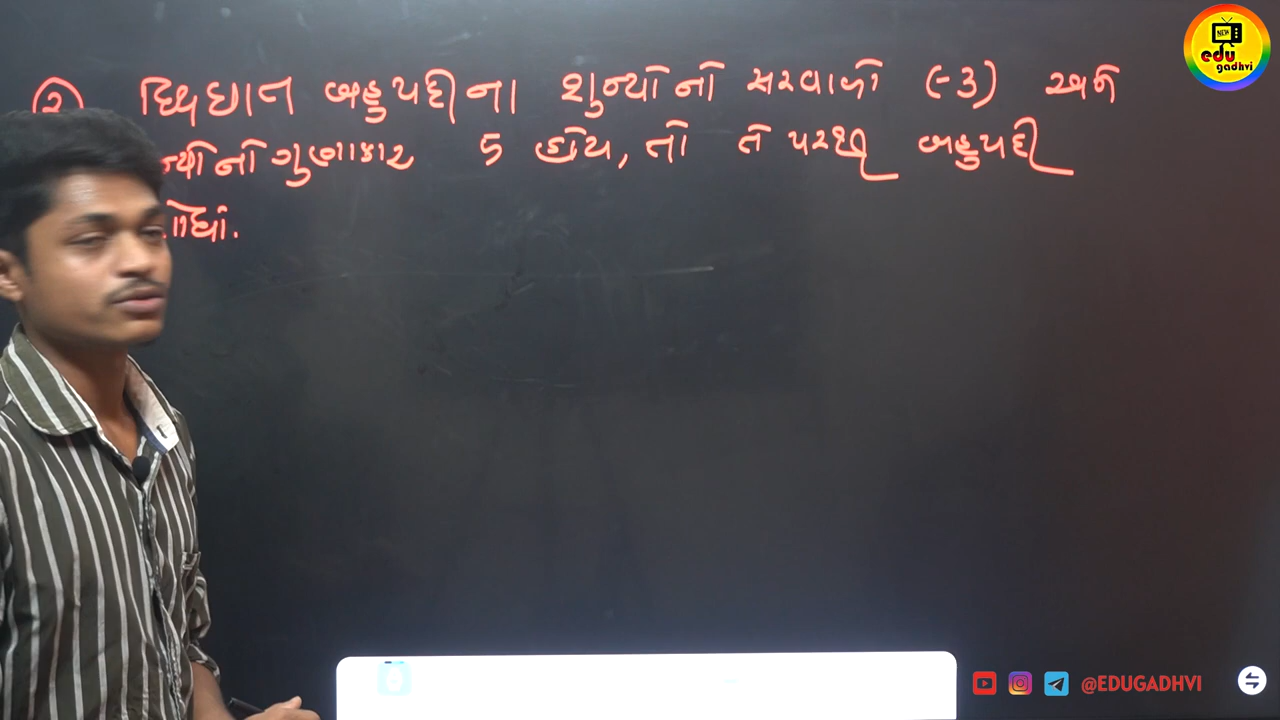 દ્વિઘાત બહુપદીના શુન્યોનો સરવાળો (-3) અને
ન્યોનો ગુણાકાર 5 હોય, તો તે પરથી બહુપદી
ોધો.
NEW
edu
gadhvi
@EDUGADHVI